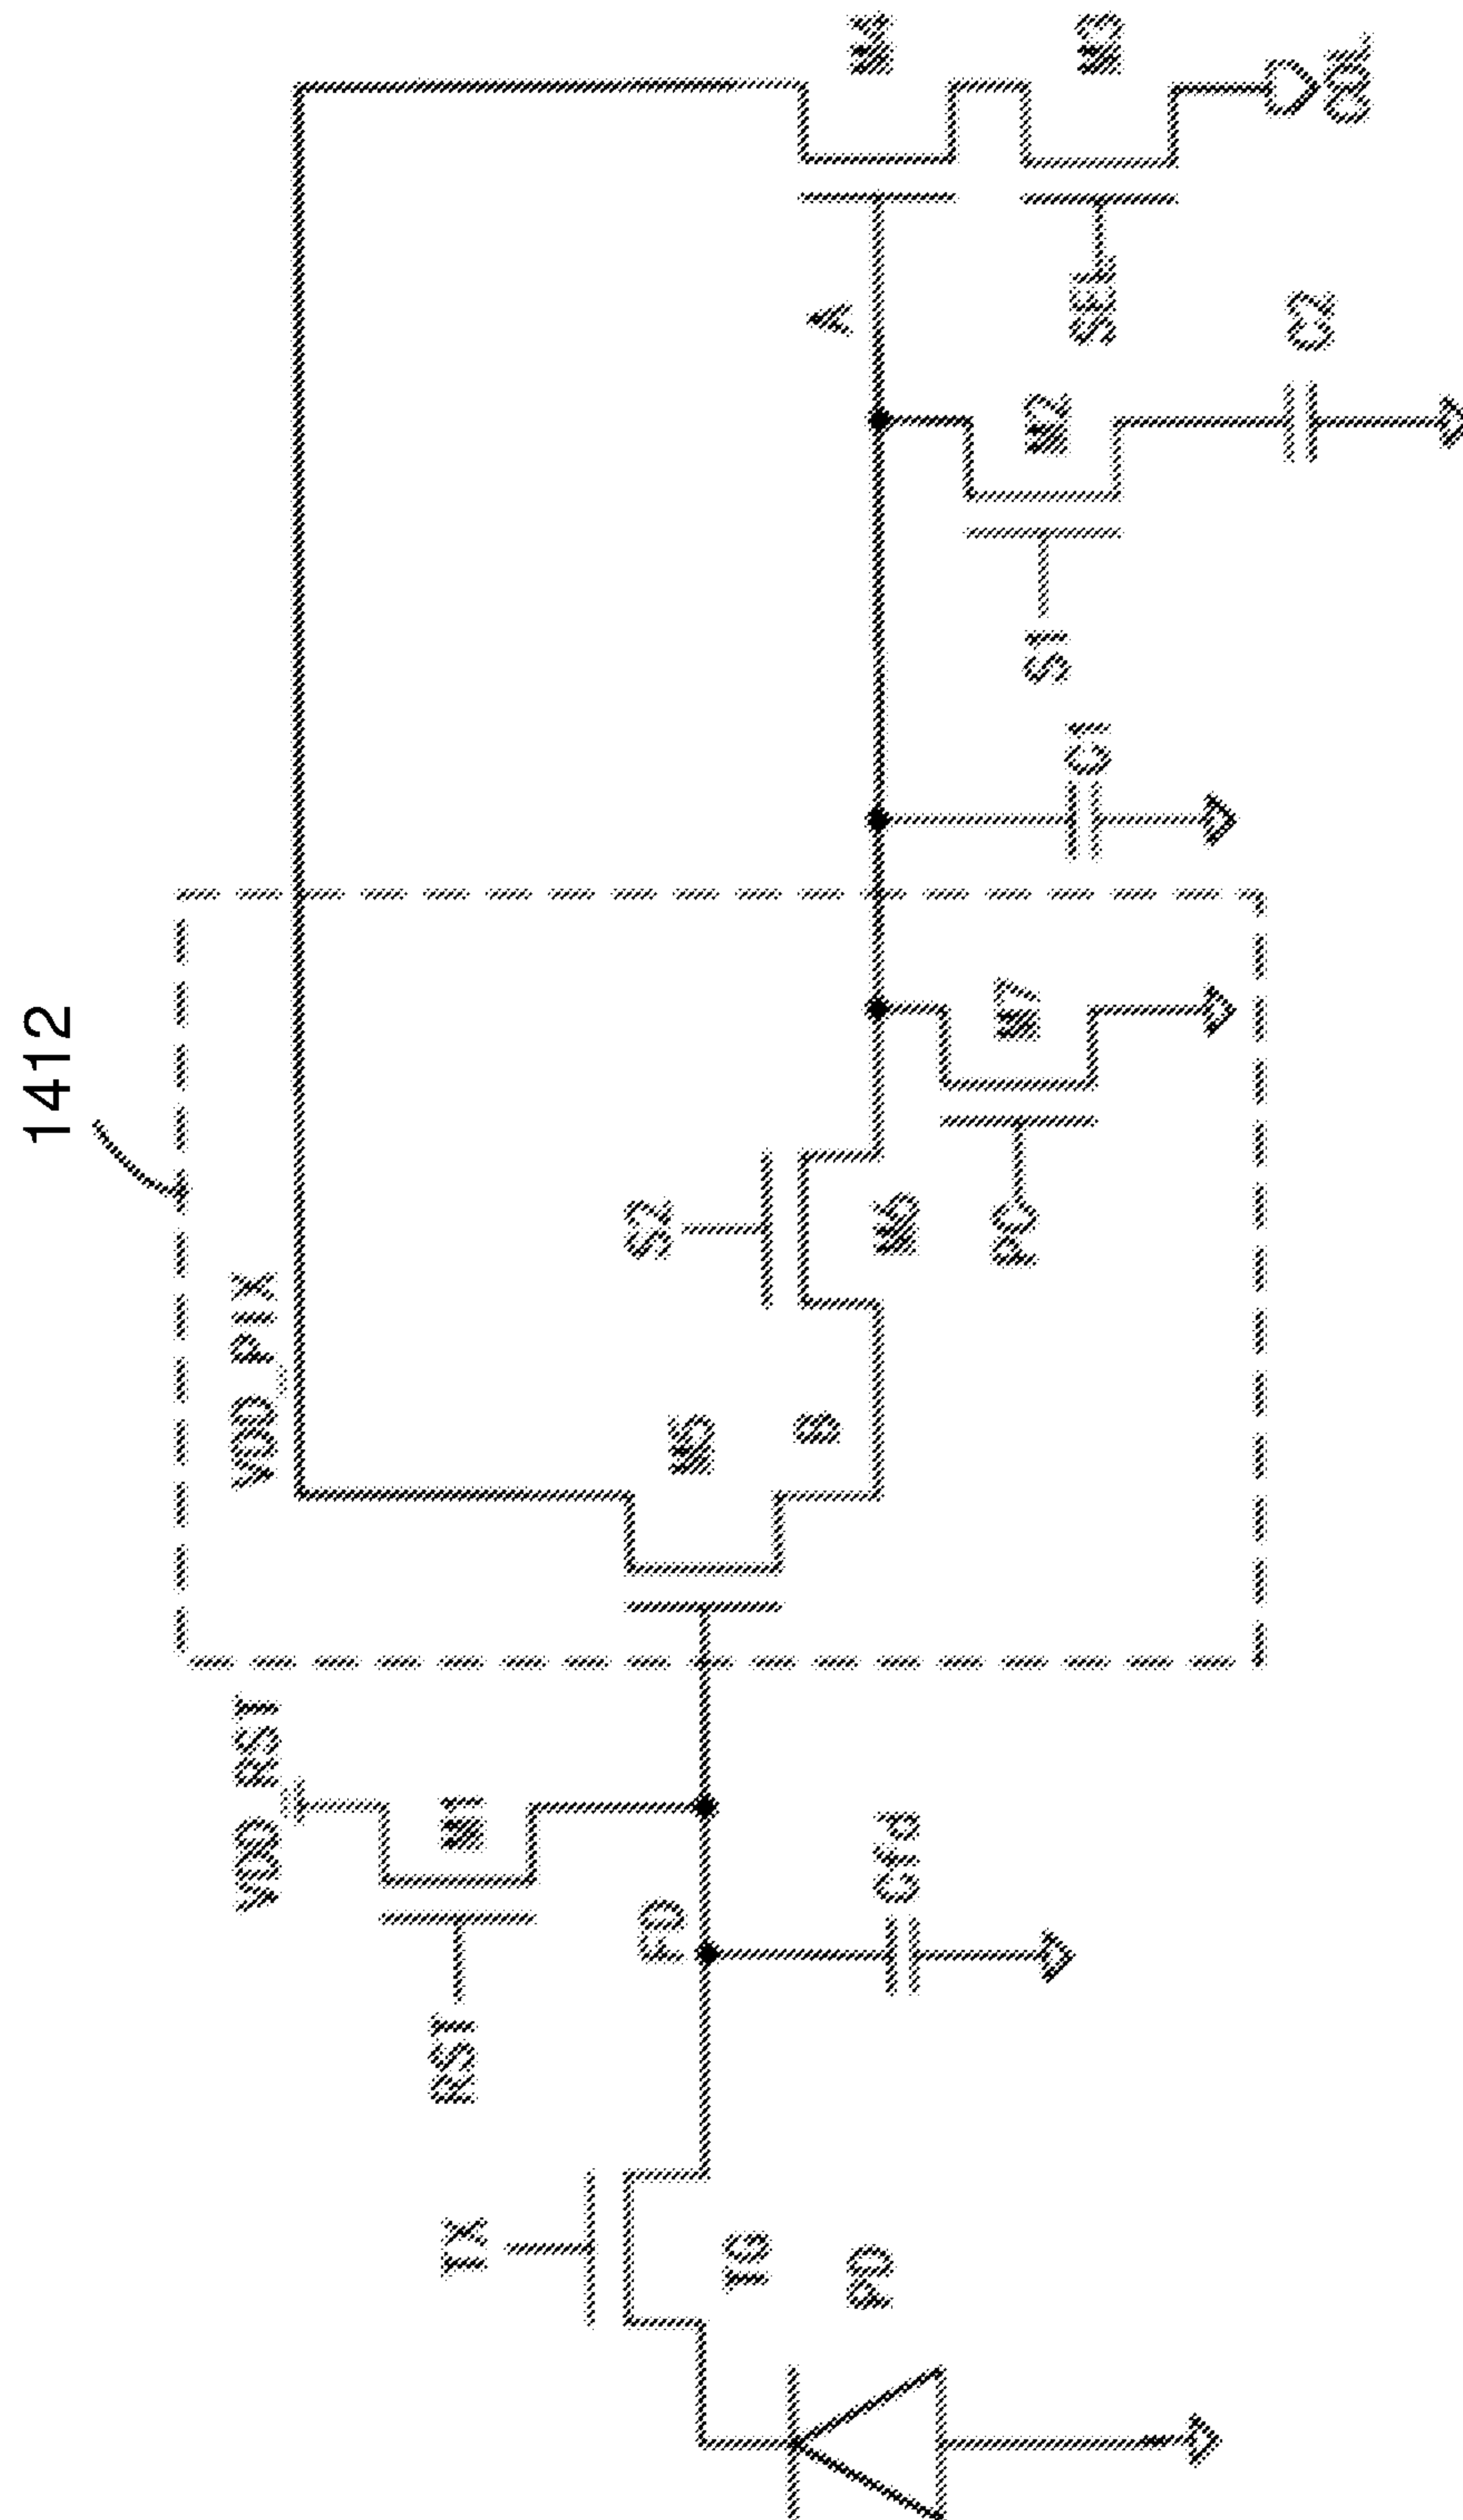 1412
VDD_RST
VDD_PIX
RST
M1
TX
FD
TG
PD
Cfd
M5
B
S2
M6
PC
M7
C1
S1
M2
C2
A
SEL
M4
M3
COL